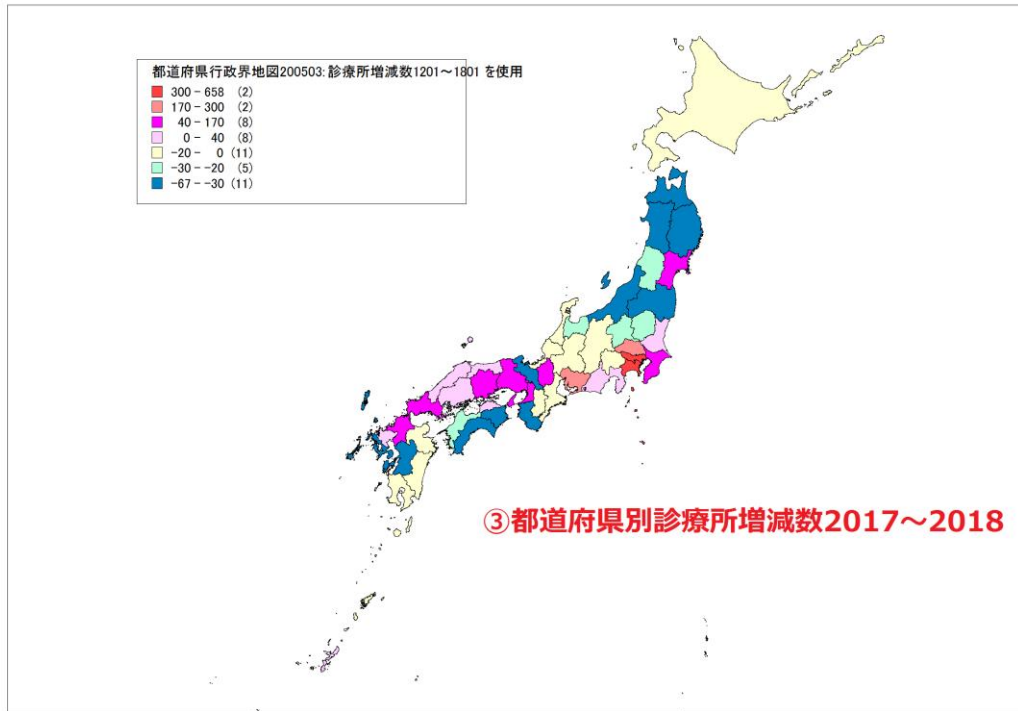 都道府県行政界地図200503:診療所増減数1201～1801 を使用
300 - 658 (2)
170 - 300 (2)
40 - 170 (8)
0 - 40 (8)
-20 - 0 (11)
-30 - -20 (5)
-67 - -30 (11)
③都道府県別診療所増減数2017～2018